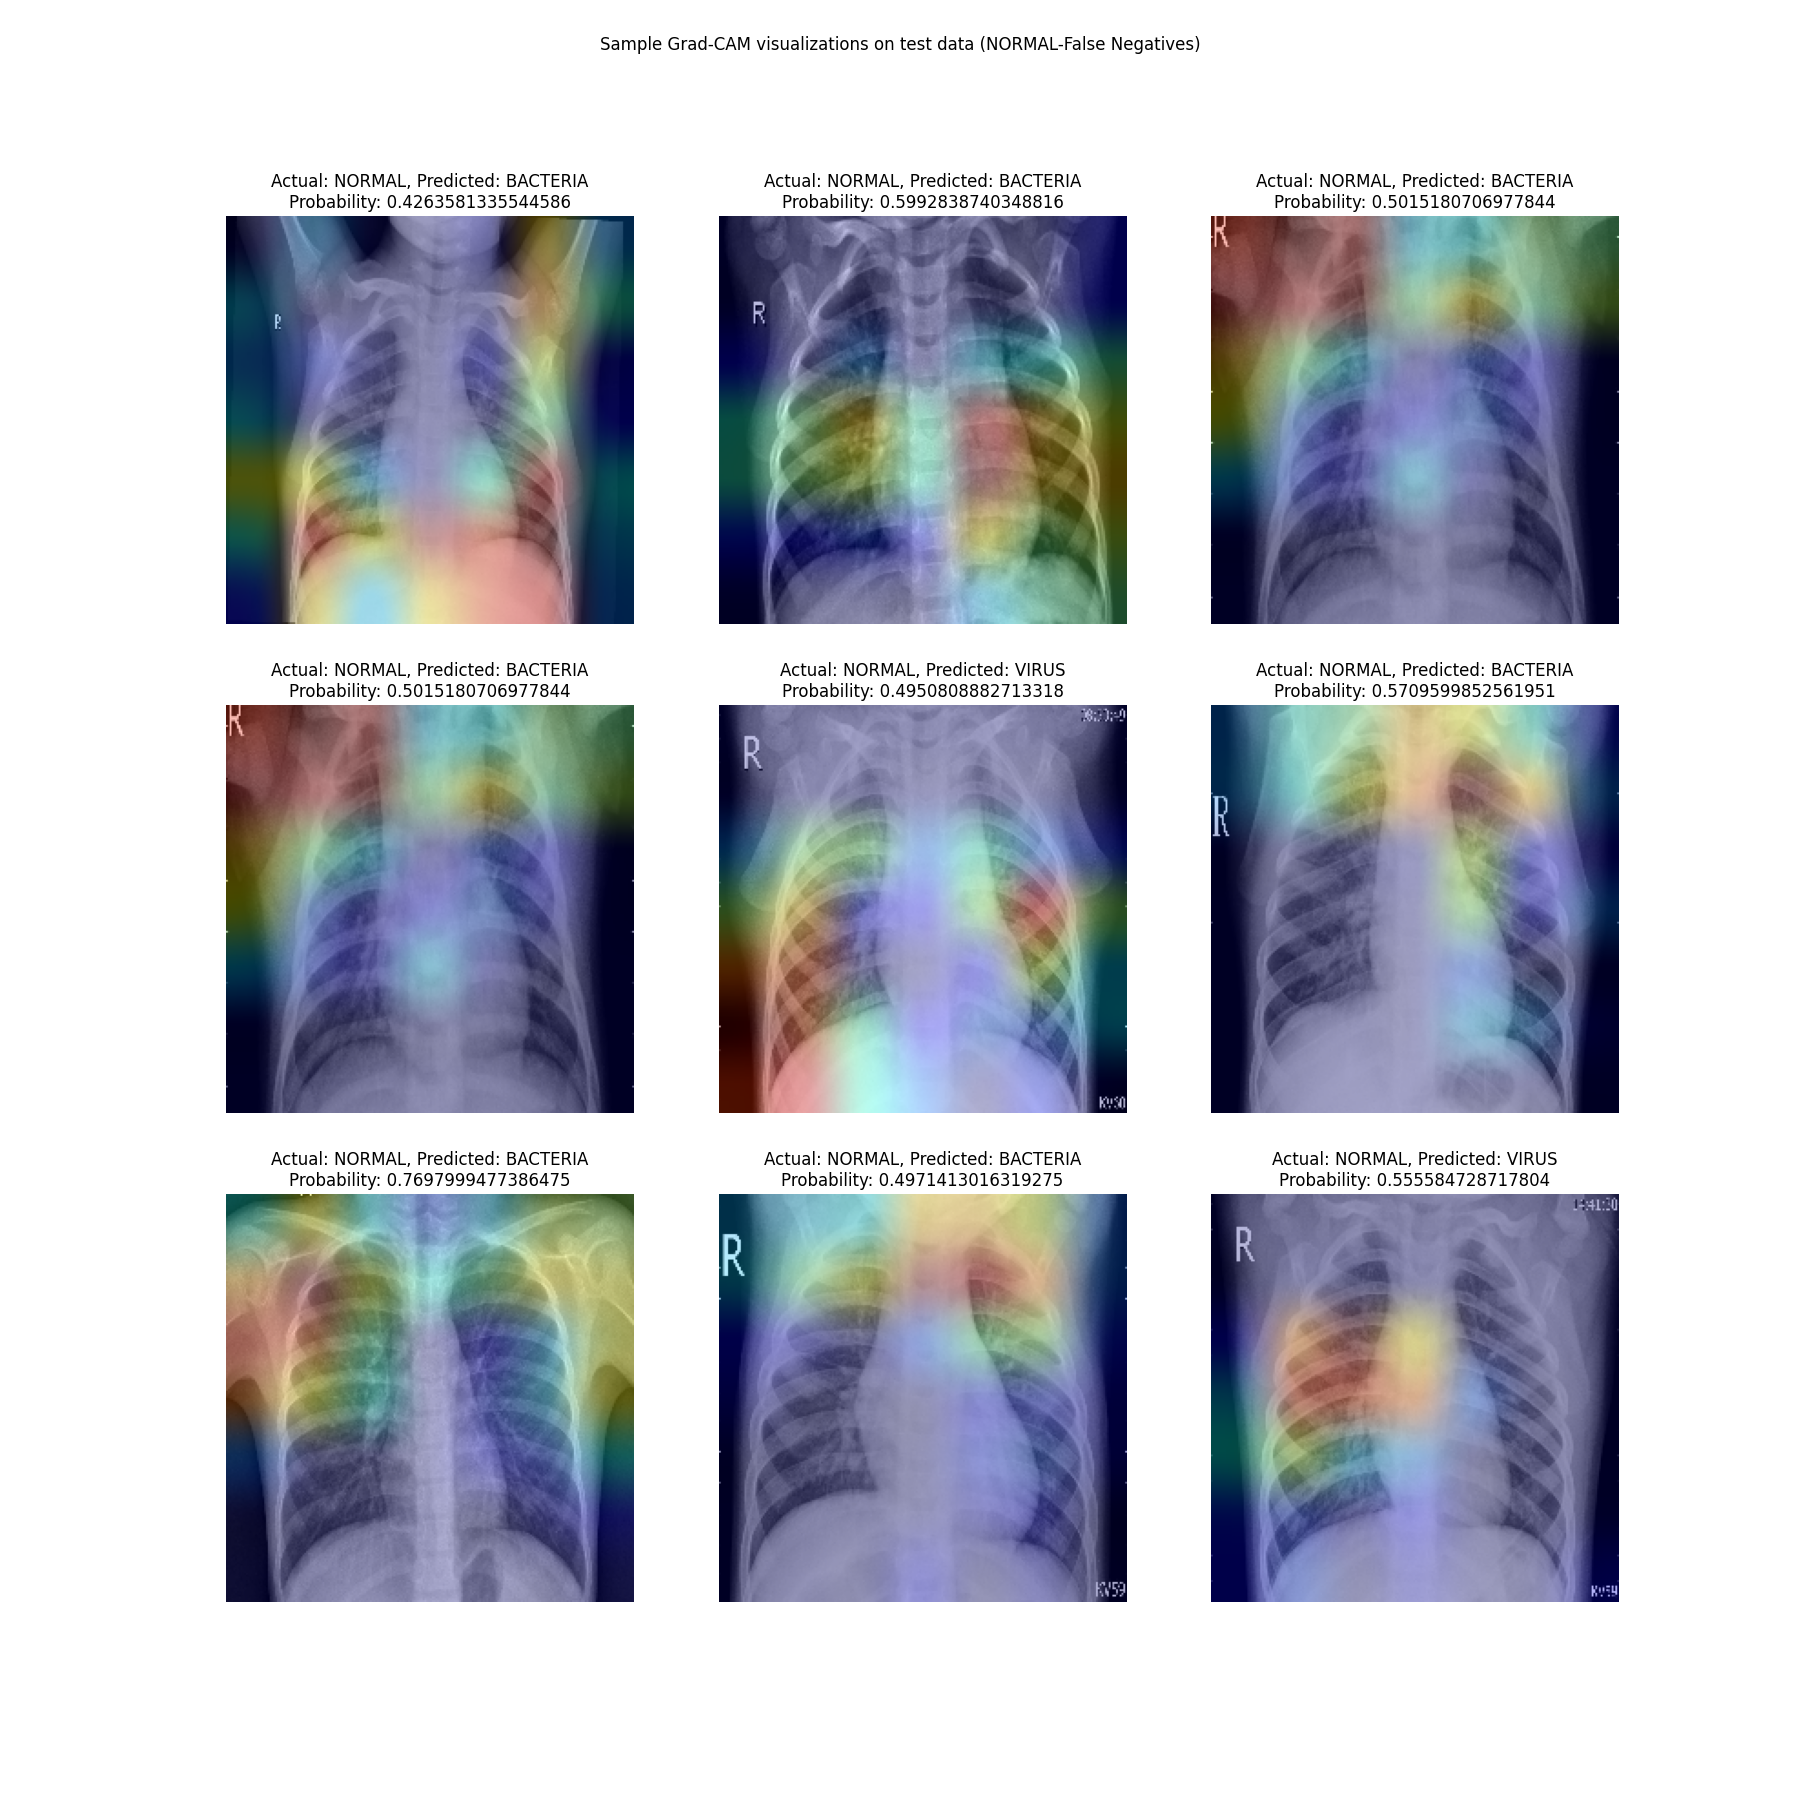 Sample Grad-CAM visualizations on test data (NORMAL-False Negatives)
Actual: NORMAL, Predicted: BACTERIA
Probability: 0.4263581335544586
R
Actual: NORMAL, Predicted: BACTERIA
Probability: 0.5992838740348816
R
Actual: NORMAL, Predicted: BACTERIA
Probability: 0.5015180706977844
R
Actual: NORMAL, Predicted: BACTERIA
Probability: 0.5015180706977844
R
Actual: NORMAL, Predicted: VIRUS
Probability: 0.4950808882713318
R
KV60
Actual: NORMAL, Predicted: BACTERIA
Probability: 0.5709599852561951
R
Actual: NORMAL, Predicted: BACTERIA
Probability: 0.7697999477386475
Actual: NORMAL, Predicted: BACTERIA
Probability: 0.4971413016319275
R
KV59
Actual: NORMAL, Predicted: VIRUS
Probability: 0.555584728717804
R